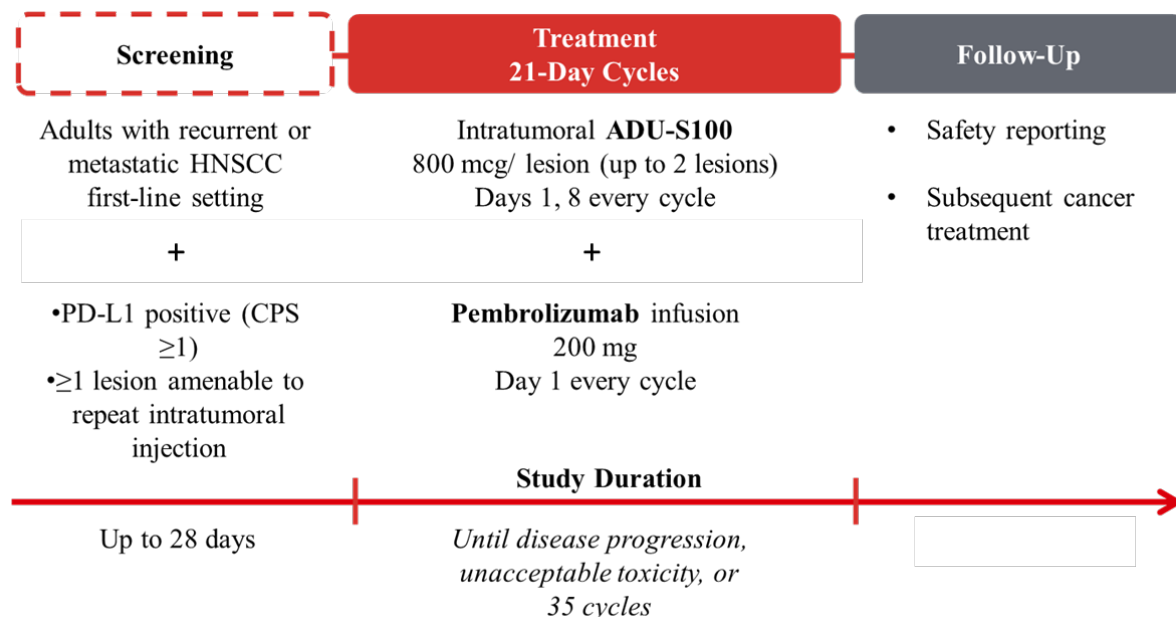 Screening
Treatment
21-Day Cycles
Follow-Up
Adults with recurrent or
metastatic HNSCC
first-line setting
+
•PD-L1 positive (CPS
≥1)
•≥1 lesion amenable to
repeat intratumoral
injection
Intratumoral ADU-S100
800 mcg/ lesion (up to 2 lesions)
Days 1, 8 every cycle
+
Pembrolizumab infusion
200 mg
Day 1 every cycle
• Safety reporting
• Subsequent cancer
treatment
Study Duration
Up to 28 days
Until disease progression,
unacceptable toxicity, or
35 cycles